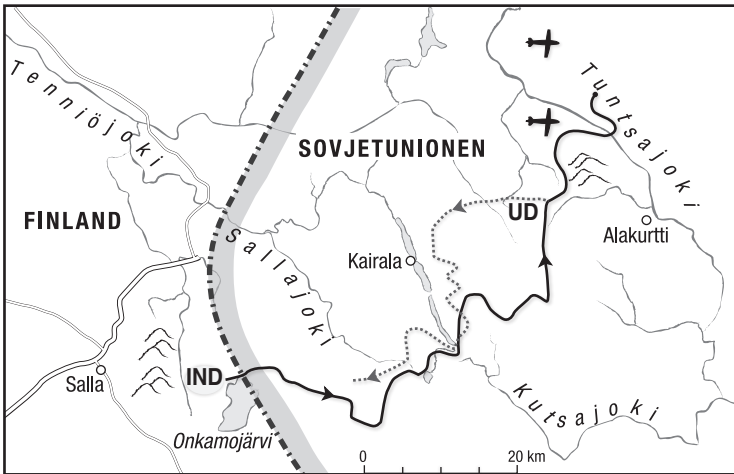 Tenniöjoki
SOVJETUNIONEN
Tuntsajoki
FINLAND
Sallajoki
Kairala
UD
Alakurtti
Salla
IND
Onkamojärvi
Kutsajoki
0 20 km